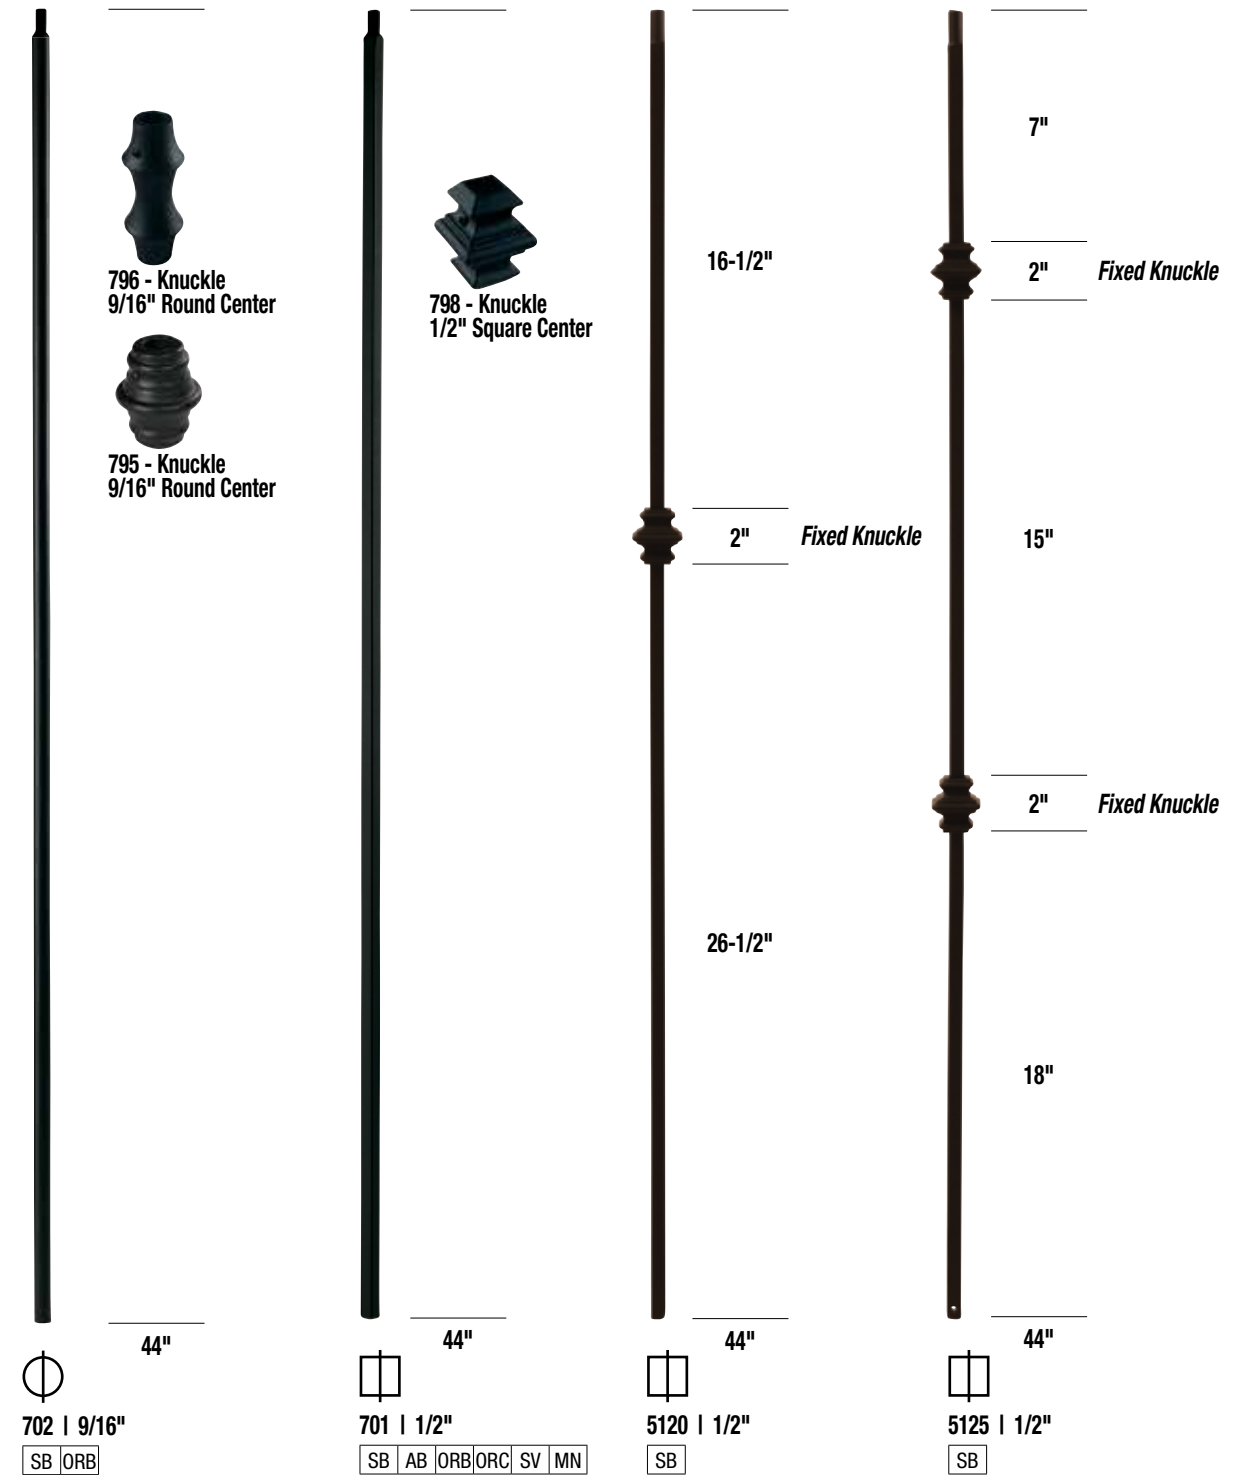 796 - Knuckle
9/16" Round Center
795 - Knuckle
9/16" Round Center
44"
702 | 9/16"
SB ORB
798 - Knuckle
1/2" Square Center
44"
701 | 1/2"
SB AB ORB ORC SV MN
16-1/2"
2" Fixed Knuckle
26-1/2"
44"
5120 | 1/2"
SB
7"
2" Fixed Knuckle
15"
2" Fixed Knuckle
18"
44"
5125 | 1/2"
SB